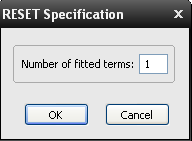 RESET Specification x
Number of fitted terms: 1
OK Cancel